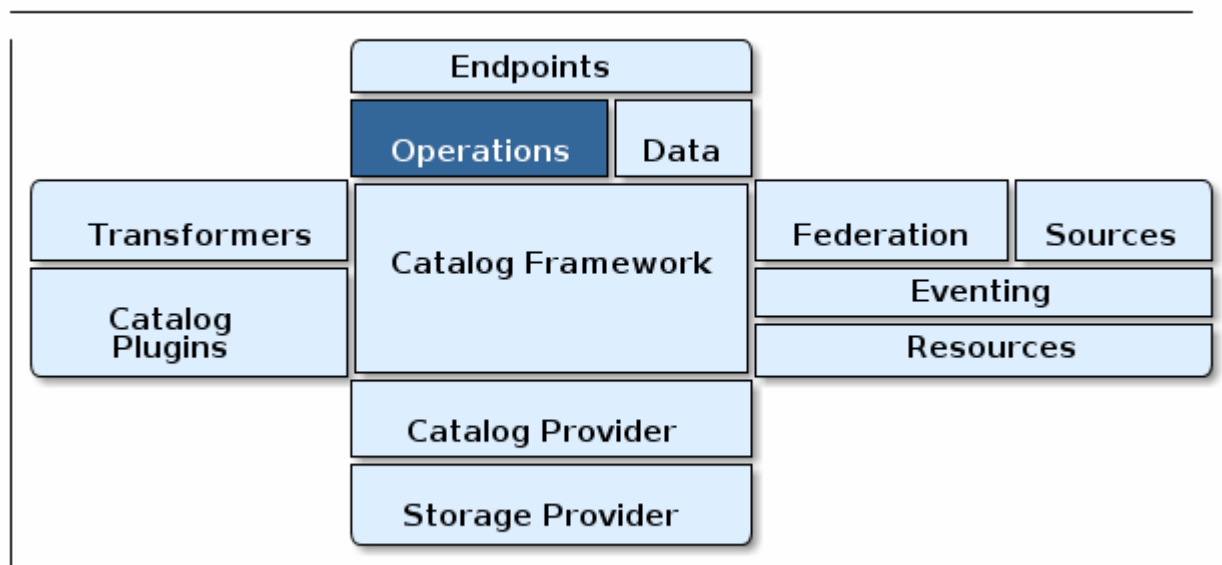 Endpoints
Operations
Data
Transformers
Catalog Framework
Federation
Sources
Catalog
Plugins
Eventing
Resources
Catalog Provider
Storage Provider